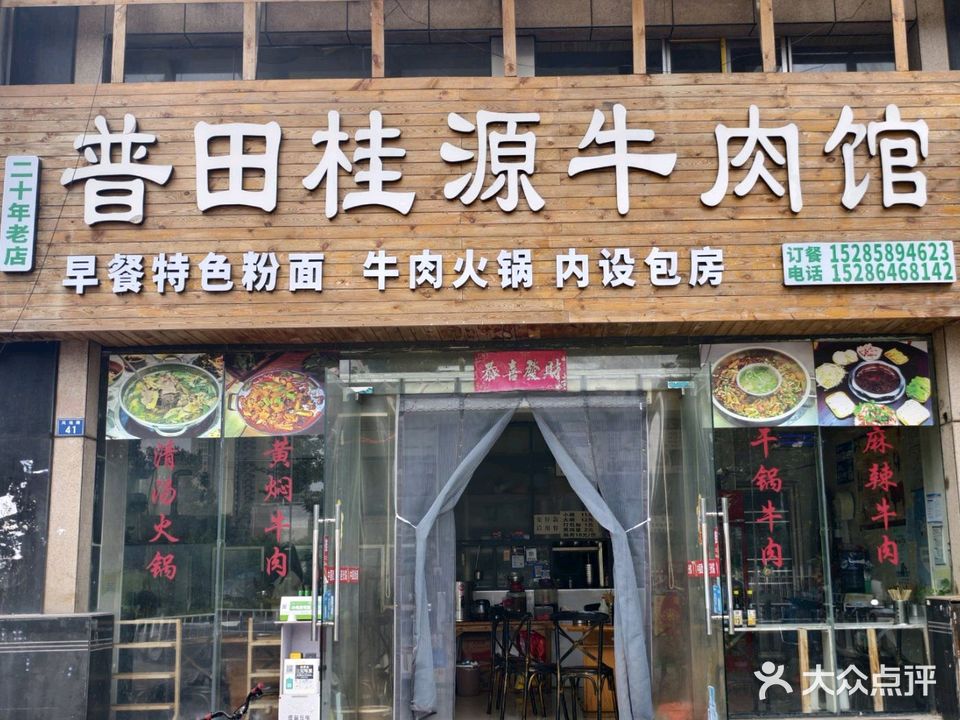 普田桂源牛肉馆
二十年老店
早餐特色粉面 牛肉火锅 内设包房
订餐 15285894623
电话 15286468142
恭喜發财
41
清汤火锅
黄焖牛肉
干锅牛肉
麻辣牛肉
大众点评